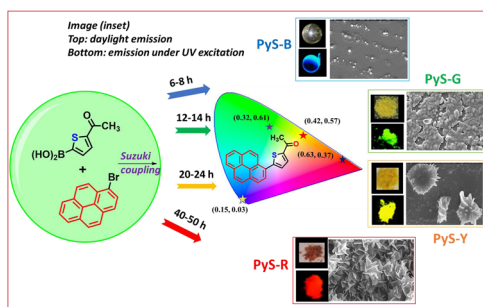 Image (inset)
Top: daylight emission
Bottom: emission under UV excitation
PyS-B
6-8 h
PyS-G
12-14 h
(0.32, 0.61)
(0.42, 0.57)
CH₃
O
S
(HO)₂B
CH₃
O
S
(0.63, 0.37)
Suzuki
coupling
+
Br
20-24 h
(0.15, 0.03)
40-50 h
PyS-Y
PyS-R